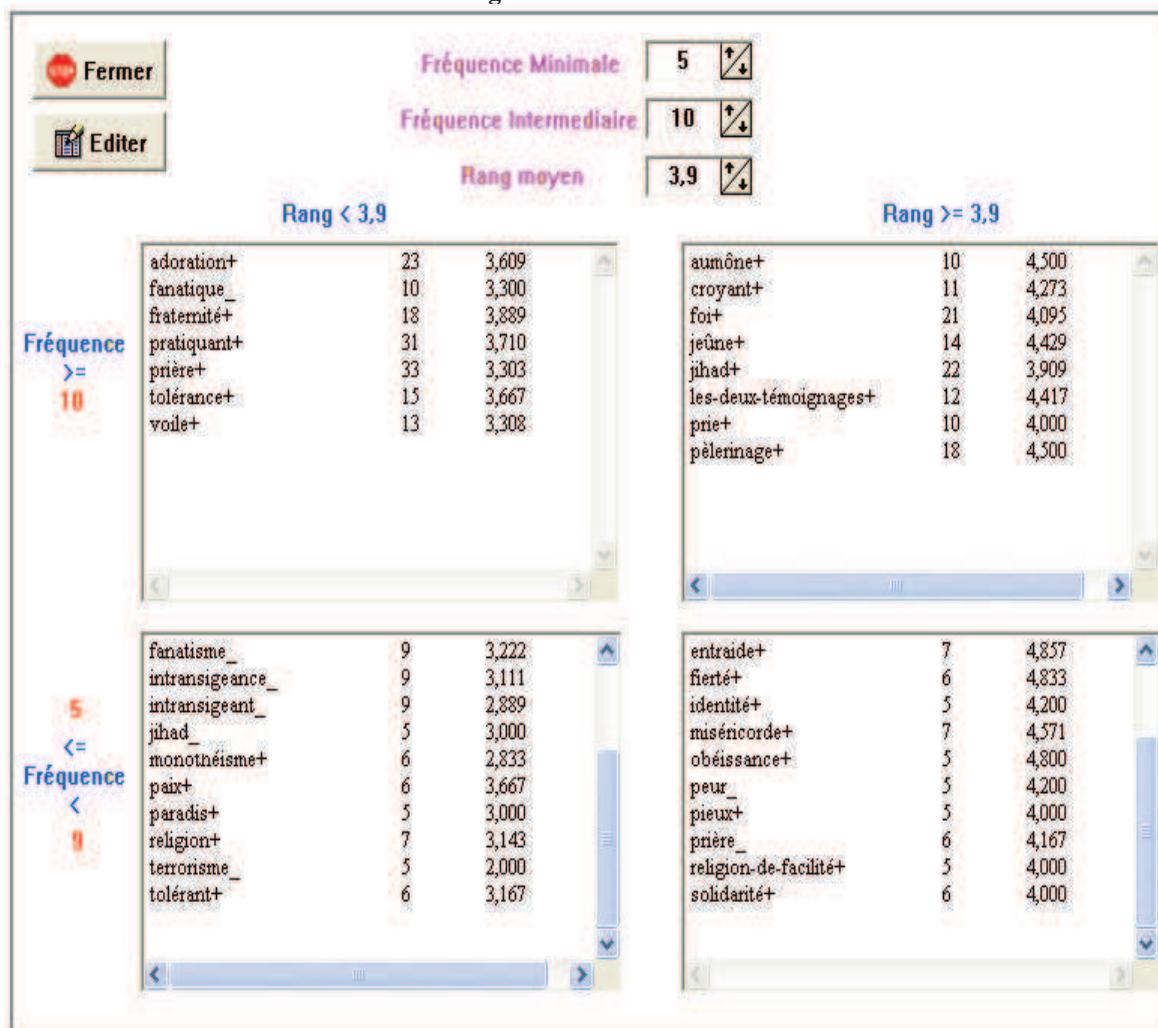 g
STOP Fermer
Editer
Fréquence Minimale 5
Fréquence Intermediaire 10
Rang moyen 3,9
Rang < 3,9
Rang >= 3,9
Fréquence
>=
10
adoration+ 23 3,609
fanatique_ 10 3,300
fraternité+ 18 3,889
pratiquant+ 31 3,710
prière+ 33 3,303
tolérance+ 15 3,667
voile+ 13 3,308
aumône+ 10 4,500
croyant+ 11 4,273
foi+ 21 4,095
jeûne+ 14 4,429
jihad+ 22 3,909
les-deux-témoignages+ 12 4,417
prie+ 10 4,000
pèlerinage+ 18 4,500
5
<=
Fréquence
<
9
fanatisme_ 9 3,222
intransigeance_ 9 3,111
intransigeant_ 9 2,889
jihad_ 5 3,000
monothéisme+ 6 2,833
paix+ 6 3,667
paradis+ 5 3,000
religion+ 7 3,143
terrorisme_ 5 2,000
tolérant+ 6 3,167
entraide+ 7 4,857
fierté+ 6 4,833
identité+ 5 4,200
miséricorde+ 7 4,571
obéissance+ 5 4,800
peur_ 5 4,200
pieux+ 5 4,000
prière_ 6 4,167
religion-de-facilité+ 5 4,000
solidarité+ 6 4,000